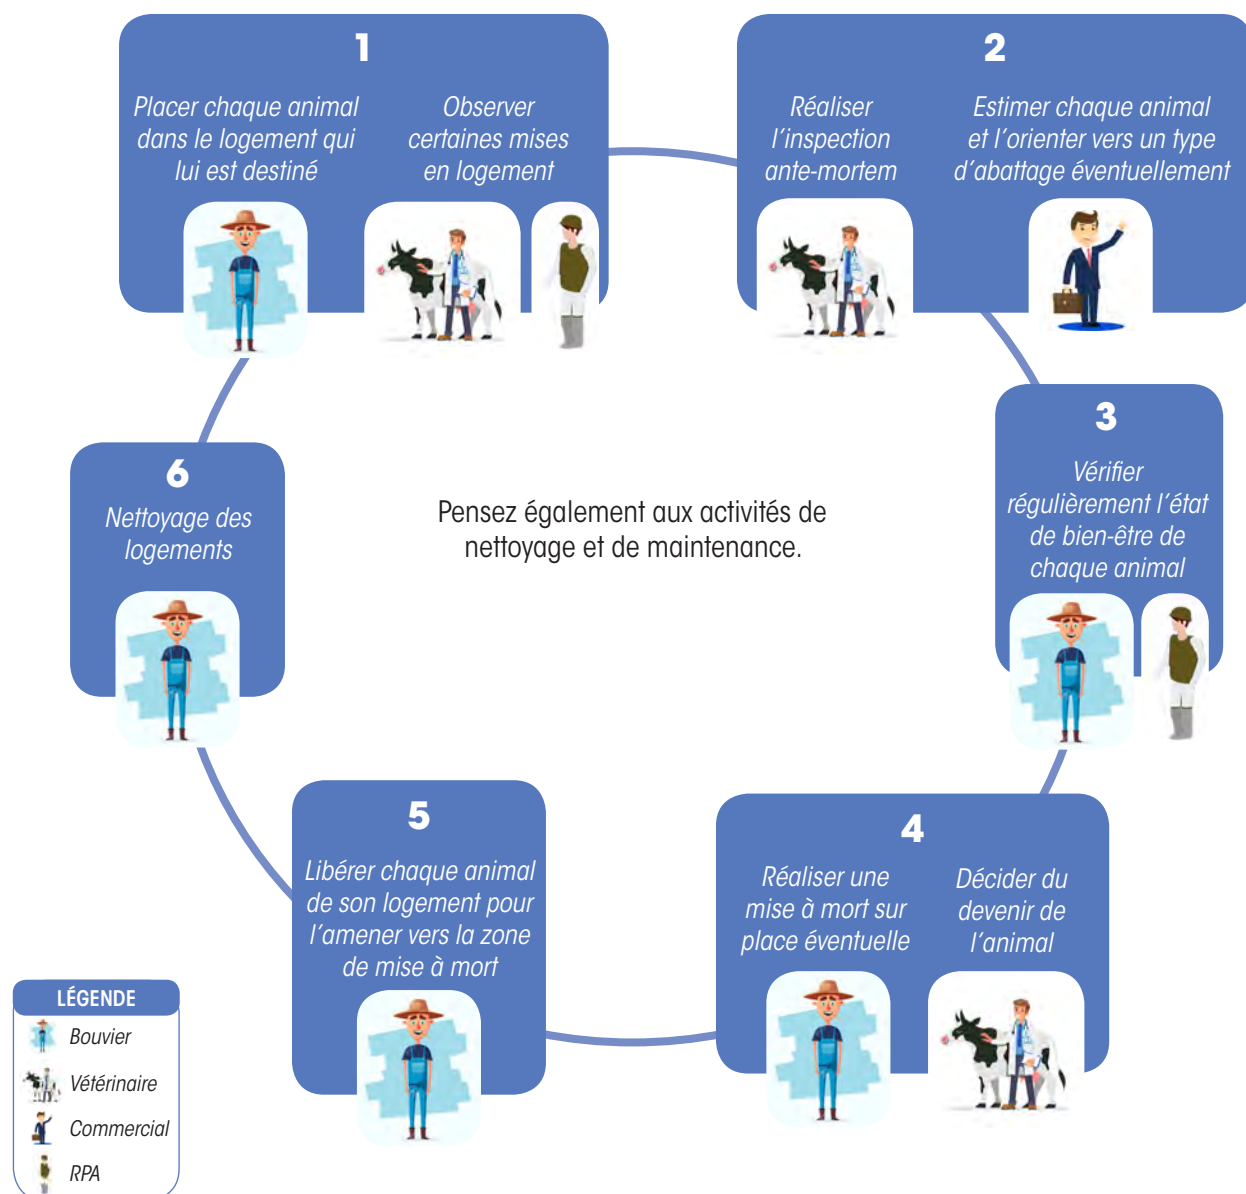 1
Placer chaque animal
dans le logement qui
lui est destiné
Observer
certaines mises
en logement
2
Réaliser
l'inspection
ante-mortem
Estimer chaque animal
et l'orienter vers un type
d'abattage éventuellement
3
Vérifier
régulièrement l'état
de bien-être de
chaque animal
6
Nettoyage des
logements
Pensez également aux activités de
nettoyage et de maintenance.
4
Réaliser une
mise à mort sur
place éventuelle
Décider du
devenir de
l'animal
5
Libérer chaque animal
de son logement pour
l'amener vers la zone
de mise à mort
LÉGENDE
Bouvier
Vétérinaire
Commercial
RPA